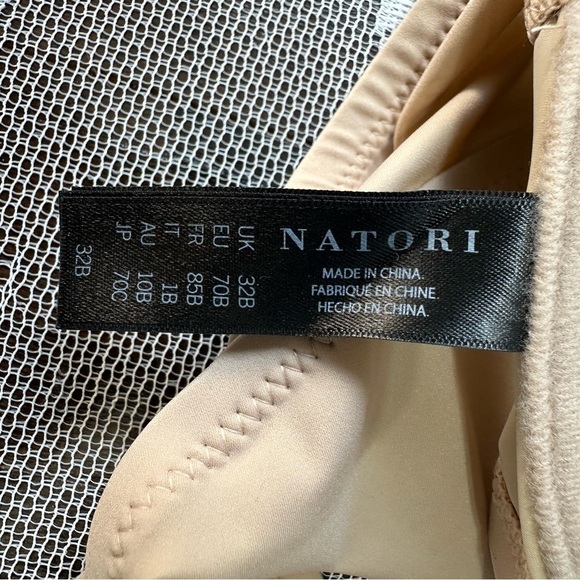 NATORI
MADE IN CHINA.
FABRIQUÉ EN CHINE.
HECHO EN CHINA.
UK 32B
EU 70B
FR 85B
IT 1B
AU 10B
JP 70C
32B